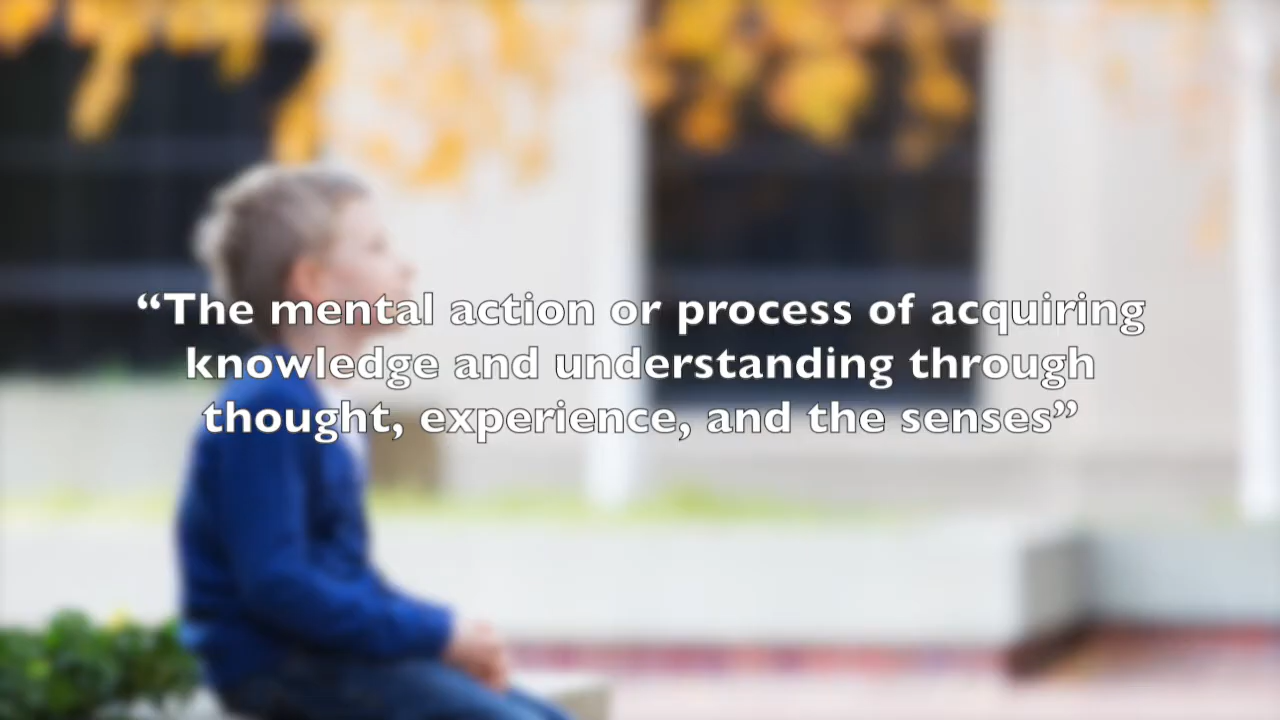 “The mental action or process of acquiring
knowledge and understanding through
thought, experience, and the senses”